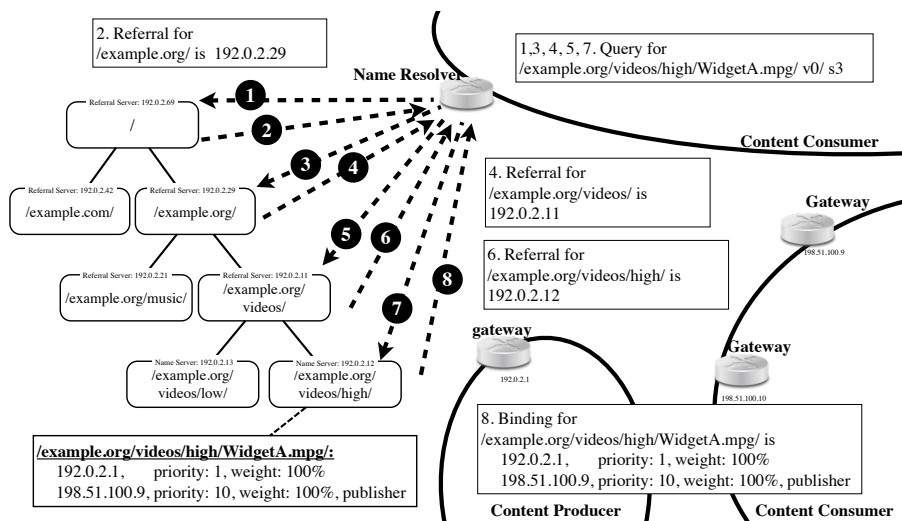 2. Referral for
/example.org/ is 192.0.2.29
1,3, 4, 5, 7. Query for
/example.org/videos/high/WidgetA.mpg/ v0/ s3
Name Resolver
Content Consumer
1
2
3
4
5
6
7
8
Referral Server: 192.0.2.69
/
Referral Server: 192.0.2.42
/example.com/
Referral Server: 192.0.2.29
/example.org/
Referral Server: 192.0.2.21
/example.org/music/
Referral Server: 192.0.2.11
/example.org/
videos/
Name Server: 192.0.2.13
/example.org/
videos/low/
Name Server: 192.0.2.12
/example.org/
videos/high/
4. Referral for
/example.org/videos/ is
192.0.2.11
6. Referral for
/example.org/videos/high/ is
192.0.2.12
Gateway
198.51.100.9
gateway
192.0.2.1
Gateway
198.51.100.10
/example.org/videos/high/WidgetA.mpg/:
192.0.2.1, priority: 1, weight: 100%
198.51.100.9, priority: 10, weight: 100%, publisher
8. Binding for
/example.org/videos/high/WidgetA.mpg/ is
192.0.2.1, priority: 1, weight: 100%
198.51.100.9, priority: 10, weight: 100%, publisher
Content Producer
Content Consumer